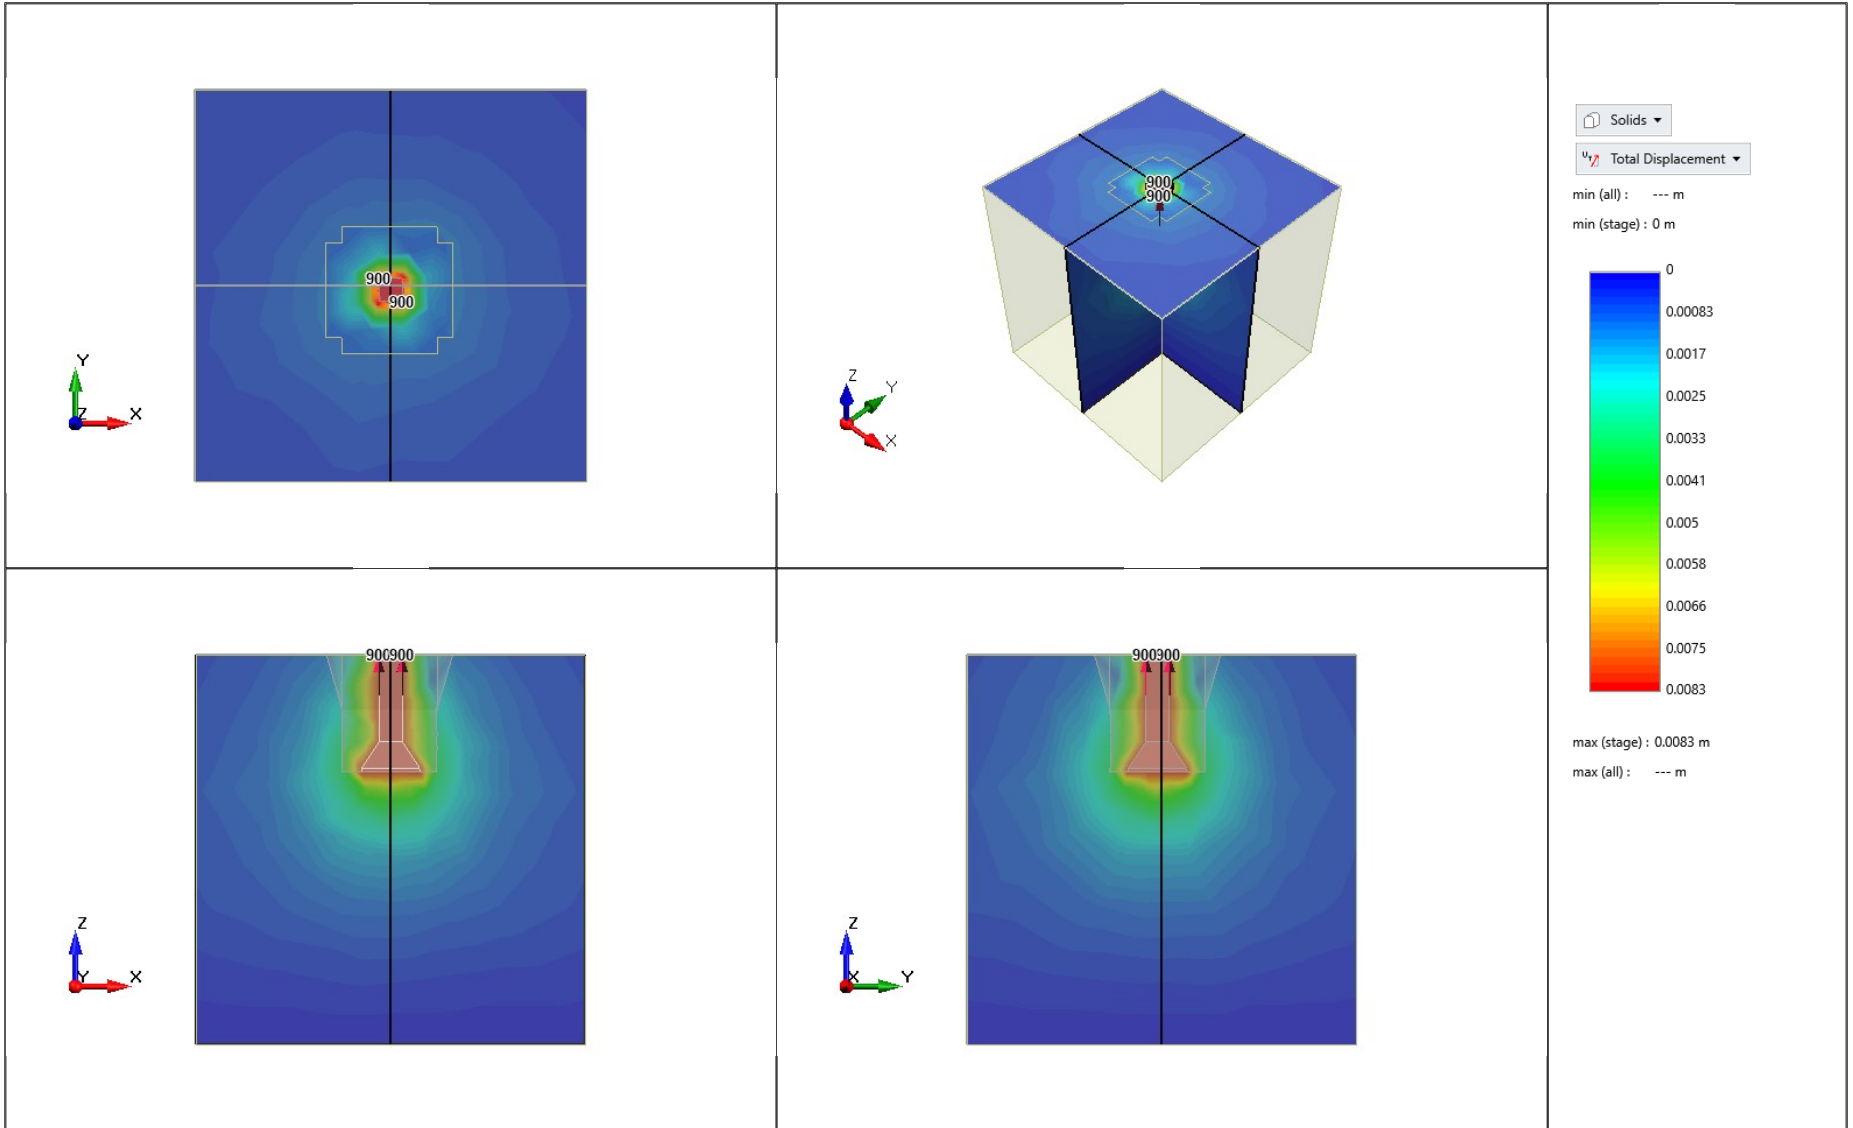 900
900
Y
Z
X
900
900
Z
Y
X
Solids
Total Displacement
min (all) : --- m
min (stage) : 0 m
0
0.00083
0.0017
0.0025
0.0033
0.0041
0.005
0.0058
0.0066
0.0075
0.0083
max (stage) : 0.0083 m
max (all) : --- m
900900
Z
Y
X
900900
Z
X
Y